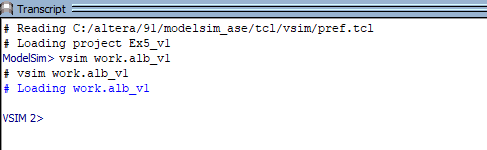 Transcript
# Reading C:/altera/91/modelsim_ase/tcl/vsim/pref.tcl
# Loading project Ex5_v1
ModelSim> vsim work.alb_v1
# vsim work.alb_v1
# Loading work.alb_v1
VSIM 2>